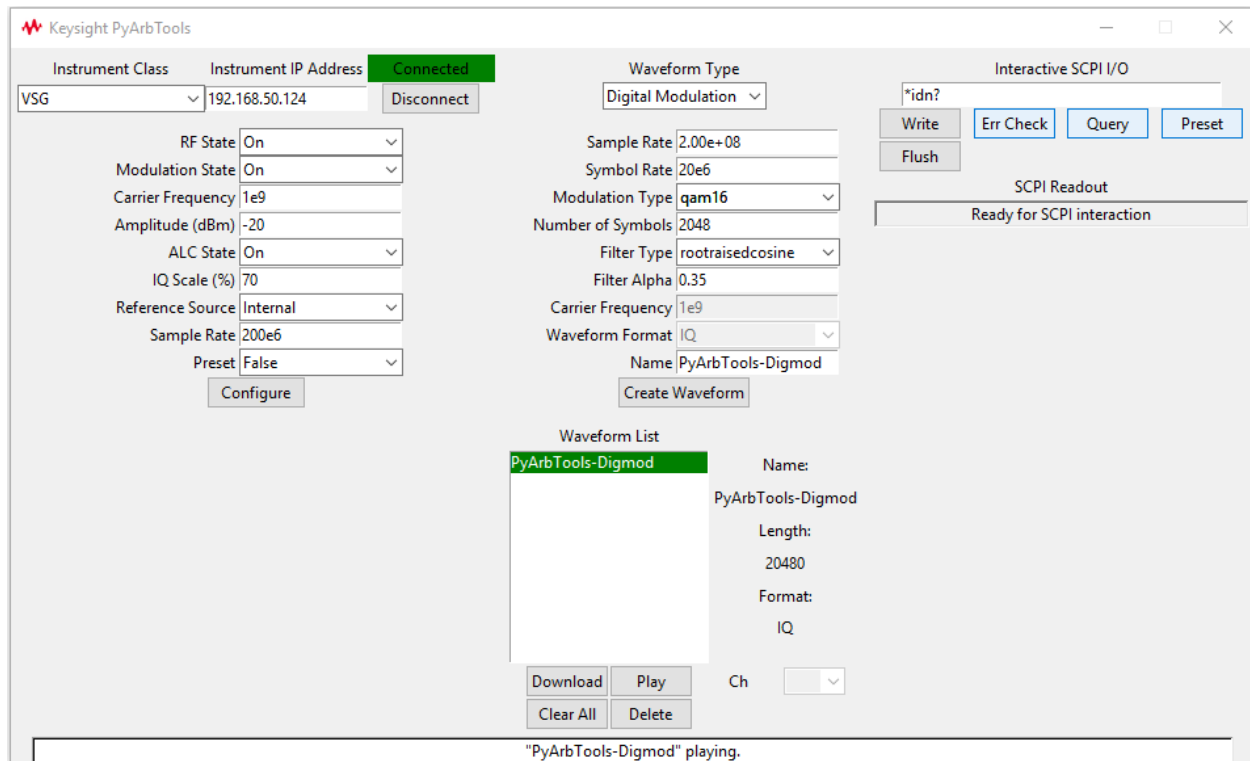 Keysight PyArbTools
Instrument Class Instrument IP Address Connected
VSG 192.168.50.124 Disconnect
RF State On
Modulation State On
Carrier Frequency 1e9
Amplitude (dBm) -20
ALC State On
IQ Scale (%) 70
Reference Source Internal
Sample Rate 200e6
Preset False
Configure
Waveform Type
Digital Modulation
Sample Rate 2.00e+08
Symbol Rate 20e6
Modulation Type qam16
Number of Symbols 2048
Filter Type rootraisedcosine
Filter Alpha 0.35
Carrier Frequency 1e9
Waveform Format IQ
Name PyArbTools-Digmod
Create Waveform
Interactive SCPI I/O
*idn?
Write Err Check Query Preset
Flush
SCPI Readout
Ready for SCPI interaction
Waveform List
PyArbTools-Digmod
Name:
PyArbTools-Digmod
Length:
20480
Format:
IQ
Download Play Ch
Clear All Delete
"PyArbTools-Digmod" playing.